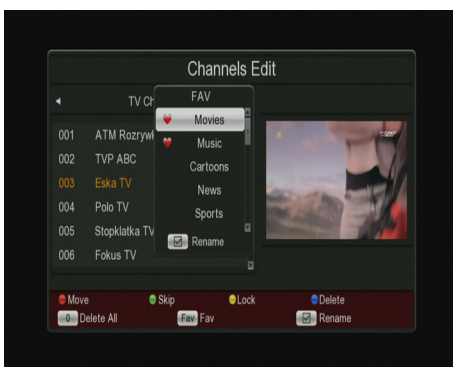 Channels Edit
TV Ch
FAV
001 ATM Rozryw
002 TVP ABC
003 Eska TV
004 Polo TV
005 Stopklatka TV
006 Fokus TV
Movies
Music
Cartoons
News
Sports
Rename
Move Skip Lock Delete
0 Delete All Fav Fav Rename